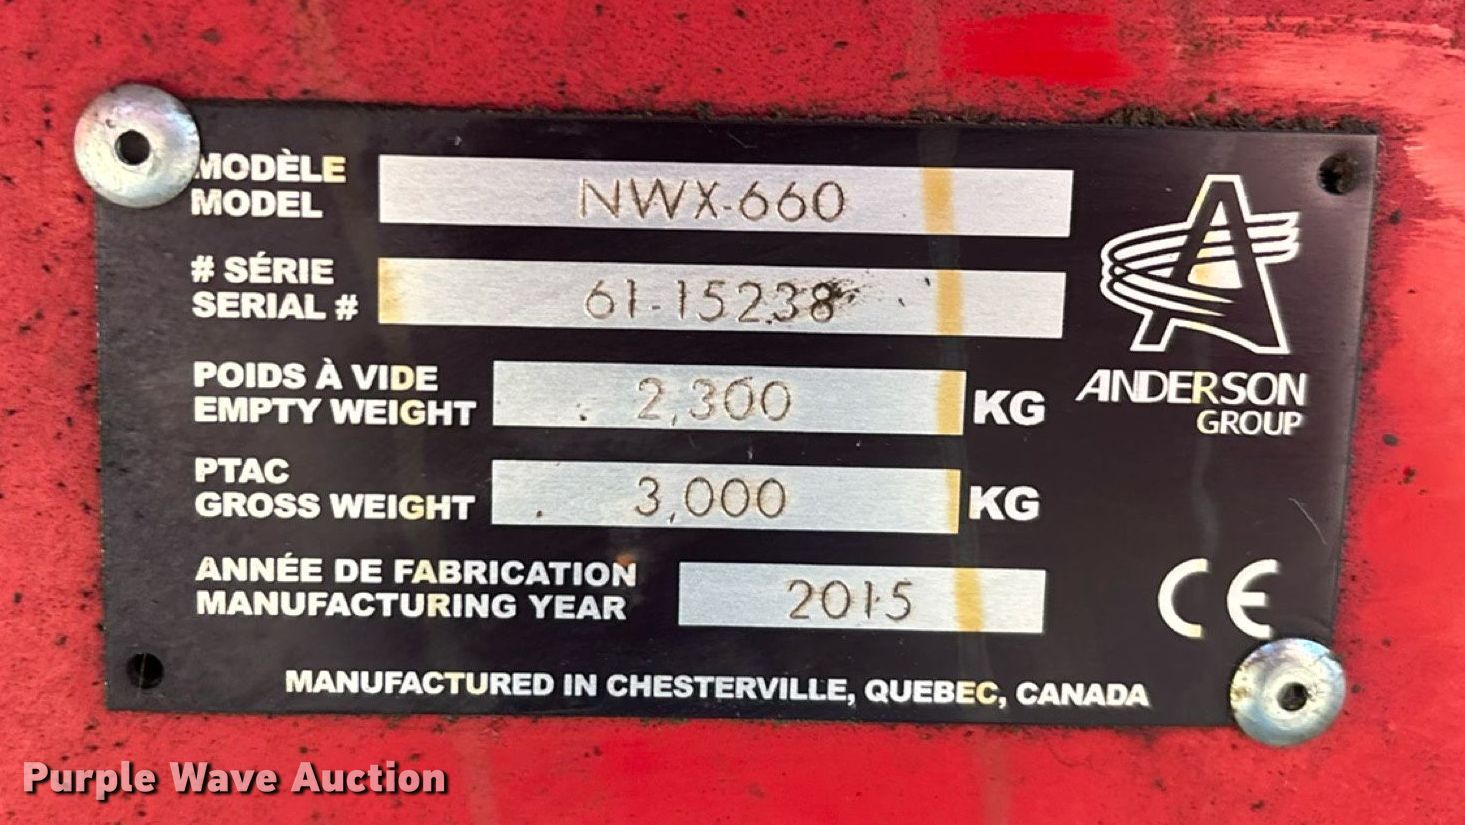 MODÈLE
MODEL
NWX-660
# SÉRIE
SERIAL #
61-15238
POIDS À VIDE
EMPTY WEIGHT
2,300
KG
PTAC
GROSS WEIGHT
3,000
KG
ANNÉE DE FABRICATION
MANUFACTURING YEAR
2015
ANDERSON
GROUP
CE
MANUFACTURED IN CHESTERVILLE, QUEBEC, CANADA
Purple Wave Auction